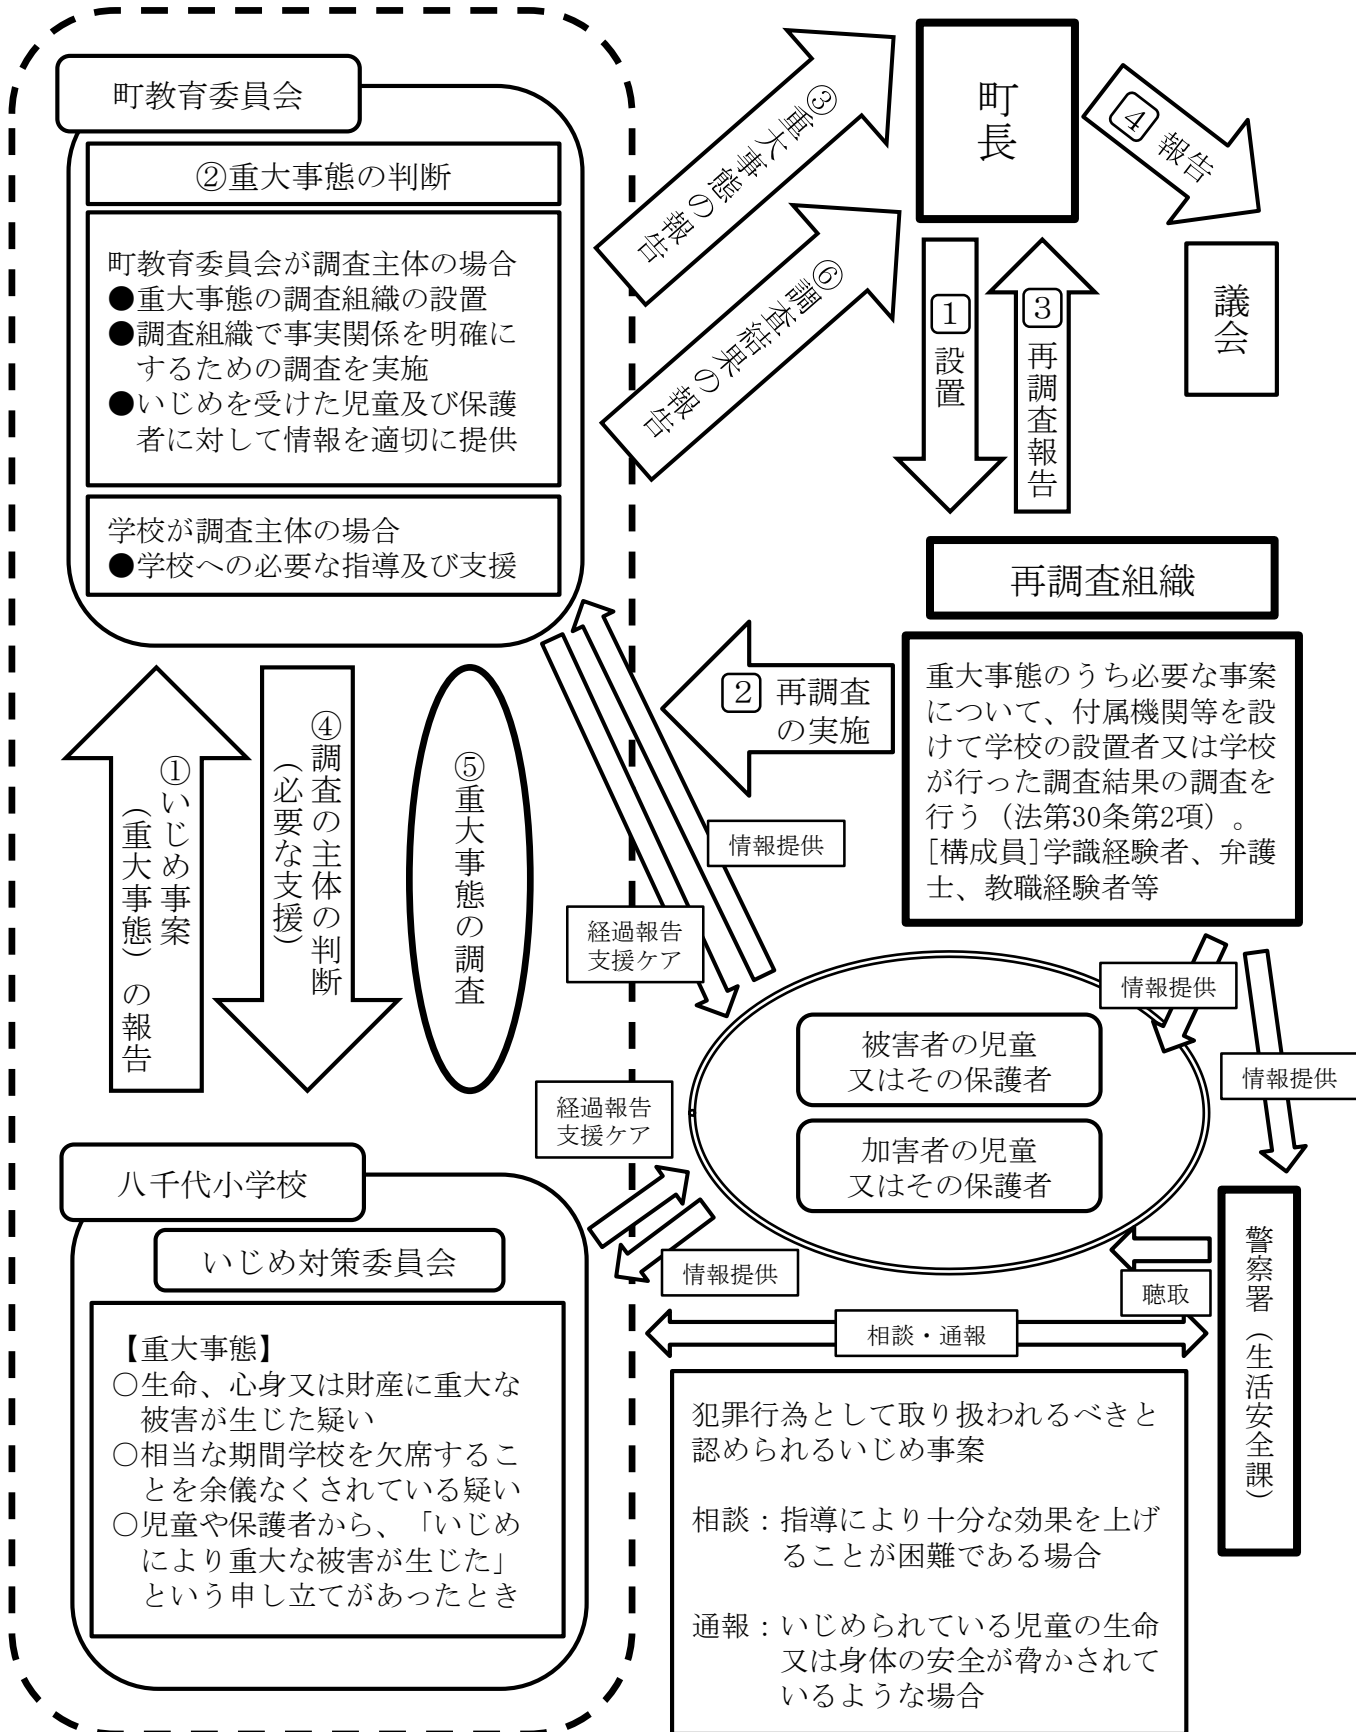 町教育委員会
②重大事態の判断
町教育委員会が調査主体の場合
●重大事態の調査組織の設置
●調査組織で事実関係を明確に
するための調査を実施
●いじめを受けた児童及び保護
者に対して情報を適切に提供
学校が調査主体の場合
●学校への必要な指導及び支援
③重大事態の報告
⑥調査結果の報告
町長
4 報告
議会
1 設置
3 再調査報告
再調査組織
重大事態のうち必要な事案
について、付属機関等を設
けて学校の設置者又は学校
が行った調査結果の調査を
行う（法第30条第2項）。
[構成員]学識経験者、弁護
士、教職経験者等
2 再調査
の実施
①いじめ事案
（重大事態）の報告
④調査の主体の判断
（必要な支援）
⑤重大事態の調査
情報提供
経過報告
支援ケア
情報提供
情報提供
被害者の児童
又はその保護者
加害者の児童
又はその保護者
経過報告
支援ケア
情報提供
聴取
相談・通報
警察署（生活安全課）
八千代小学校
いじめ対策委員会
【重大事態】
○生命、心身又は財産に重大な
被害が生じた疑い
○相当な期間学校を欠席するこ
とを余儀なくされている疑い
○児童や保護者から、「いじめ
により重大な被害が生じた」
という申し立てがあったとき
犯罪行為として取り扱われるべきと
認められるいじめ事案
相談：指導により十分な効果を上げ
ることが困難である場合
通報：いじめられている児童の生命
又は身体の安全が脅かされて
いるような場合